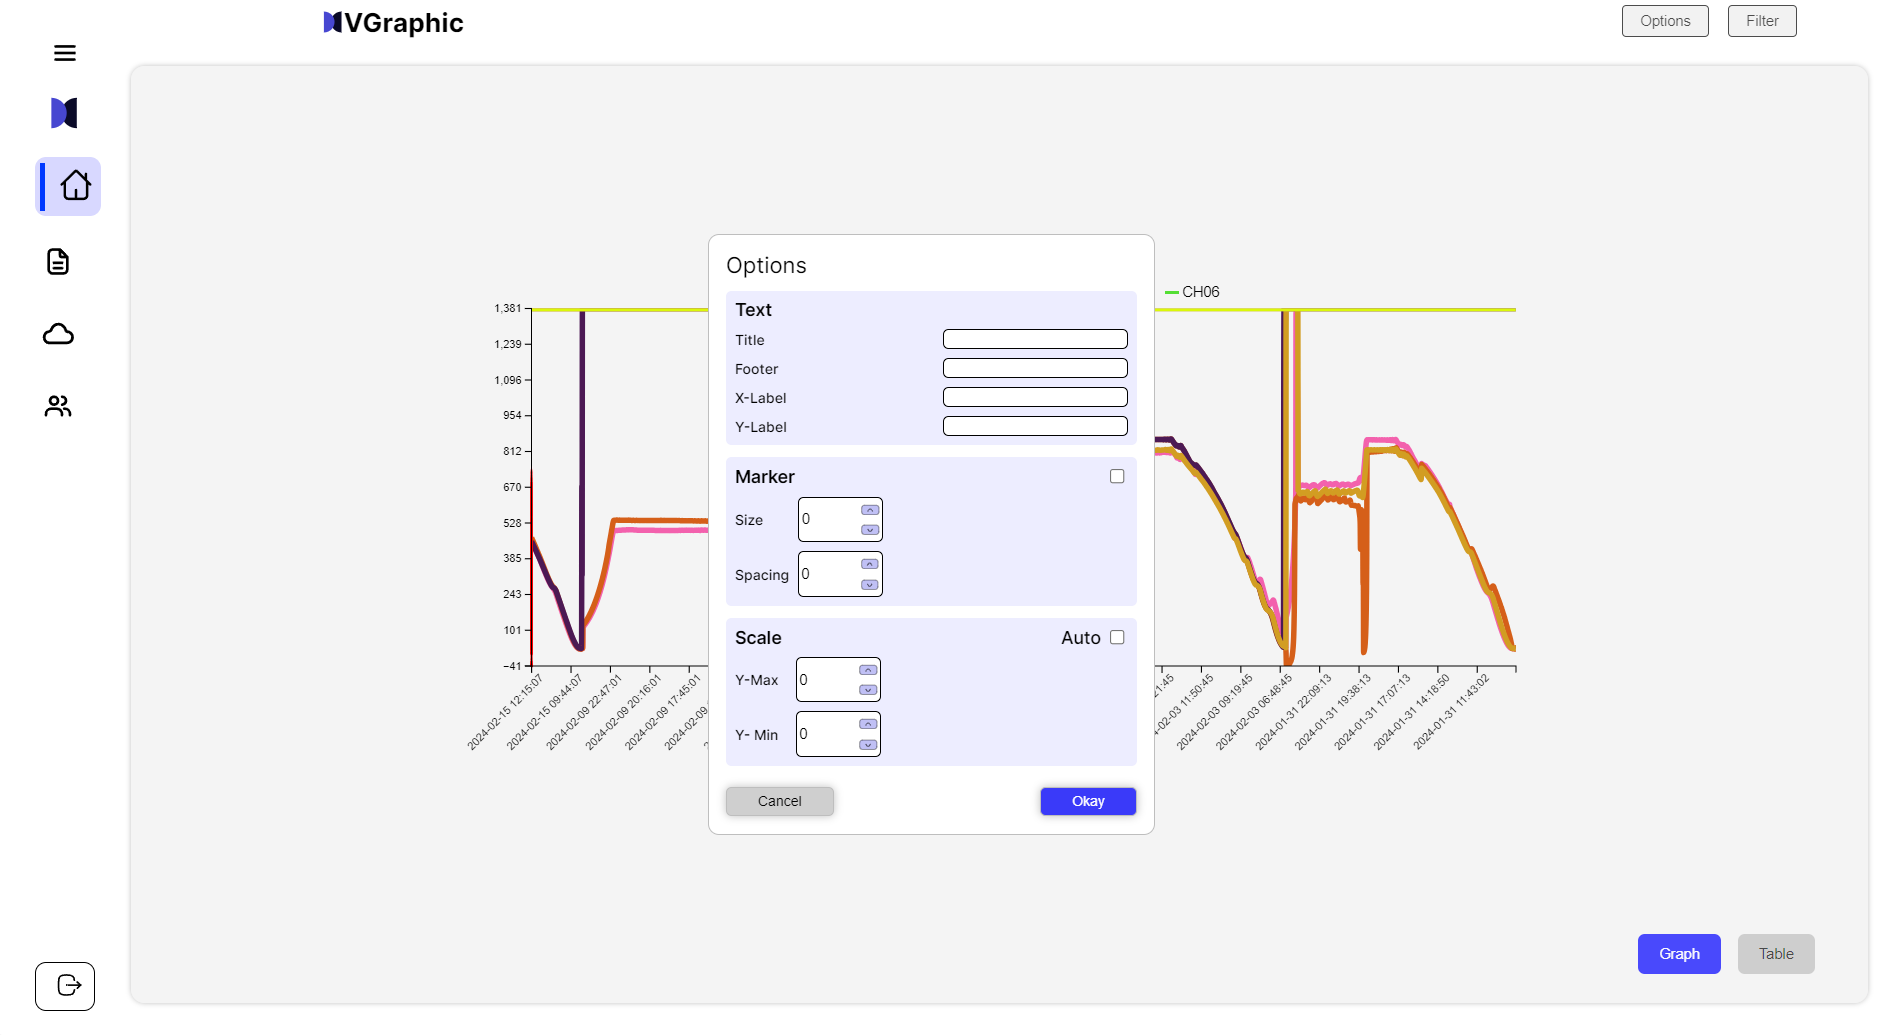 VGraphic
Options
Filter
Options
Text
Title
Footer
X-Label
Y-Label
Marker
Size
0
Spacing
0
Scale
Auto
Y-Max
0
Y- Min
0
Cancel
Okay
CH06
1,381
1,239
1,096
954
812
670
528
385
243
101
−41
2024-02-15 12:15:07
2024-02-15 09:44:07
2024-02-09 22:47:01
2024-02-09 20:16:01
2024-02-09 17:45:01
2024-02-09
21:45
02-03 11:50:45
2024-02-03 09:19:45
2024-02-03 06:48:45
2024-01-31 22:09:13
2024-01-31 19:38:13
2024-01-31 17:07:13
2024-01-31 14:18:50
2024-01-31 11:43:02
Graph
Table